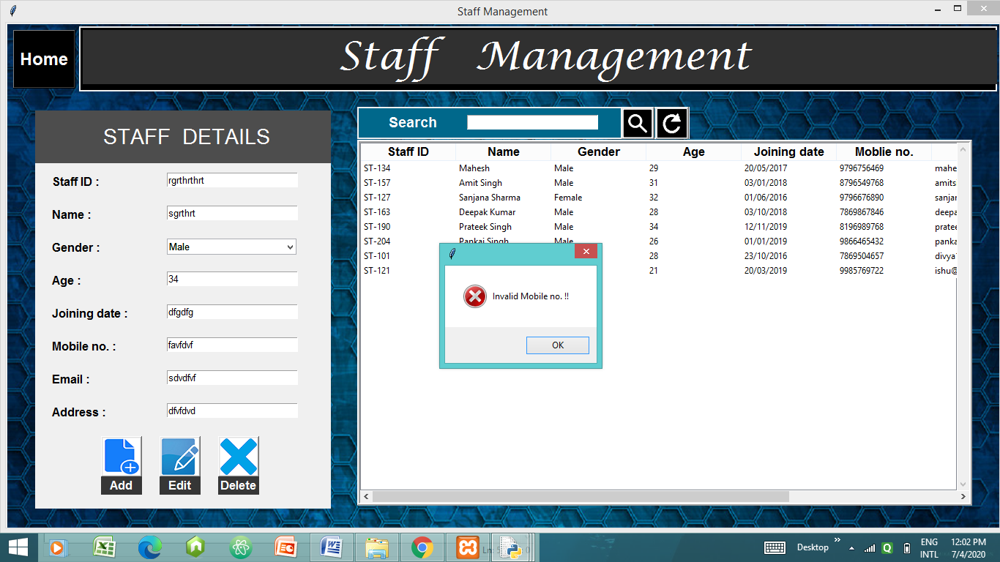 Staff Management
Home
Staff Management
STAFF DETAILS
Staff ID : rgrthrthrt
Name : sgrthrt
Gender : Male
Age : 34
Joining date : dfgdfg
Mobile no. : favfdvf
Email : sdvdfvf
Address : dfvfdvd
Add Edit Delete
Search
Staff ID Name Gender Age Joining date Moblie no.
ST-134 Mahesh Male 29 20/05/2017 9796756469 mahe
ST-157 Amit Singh Male 31 03/01/2018 8796549768 amits
ST-127 Sanjana Sharma Female 32 01/06/2016 9796676890 sanjar
ST-163 Deepak Kumar Male 28 03/10/2018 7869867846 deepa
ST-190 Prateek Singh Male 34 12/11/2019 8196989768 pratee
ST-204 Pankaj Singh Male 26 01/01/2019 9866465432 panka
ST-101 28 23/10/2016 7869504657 divya
ST-121 21 20/03/2019 9985769722 ishu@
Invalid Mobile no. !!
OK
Desktop
ENG
INTL
12:02 PM
7/4/2020